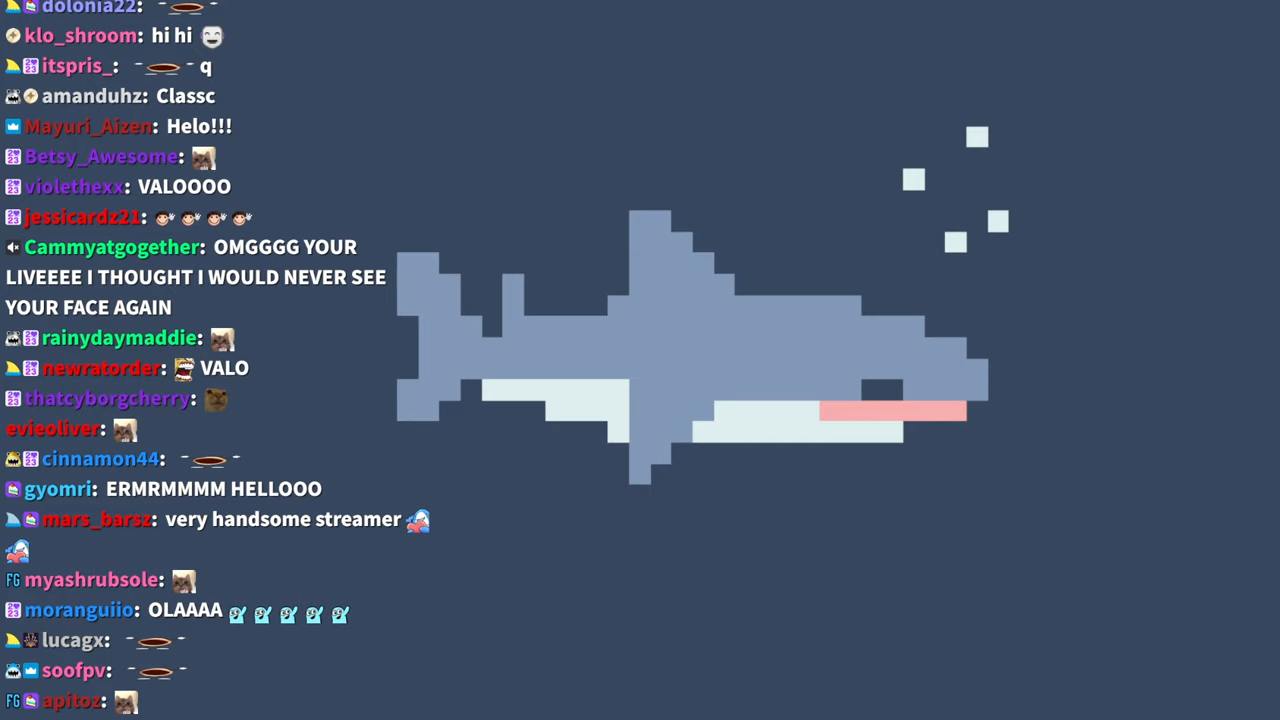 dolonia22:
klo_shroom: hi hi
itspris_: q
amanduhz: Classc
Mayuri_Aizen: Helo!!!
Betsy_Awesome:
violethexx: VALOOOO
jessicardz21:
Cammyatgogether: OMGGGG YOUR
LIVEEEE I THOUGHT I WOULD NEVER SEE
YOUR FACE AGAIN
rainydaymaddie:
newratorder: VALO
thatcyborgcherry:
evieoliver:
cinnamon44:
gyomri: ERMRMMMM HELLOOO
mars_barsz: very handsome streamer
FG myashrubsole:
moranguiio: OLAAAA
lucagx:
soofpv:
FG apitoz: